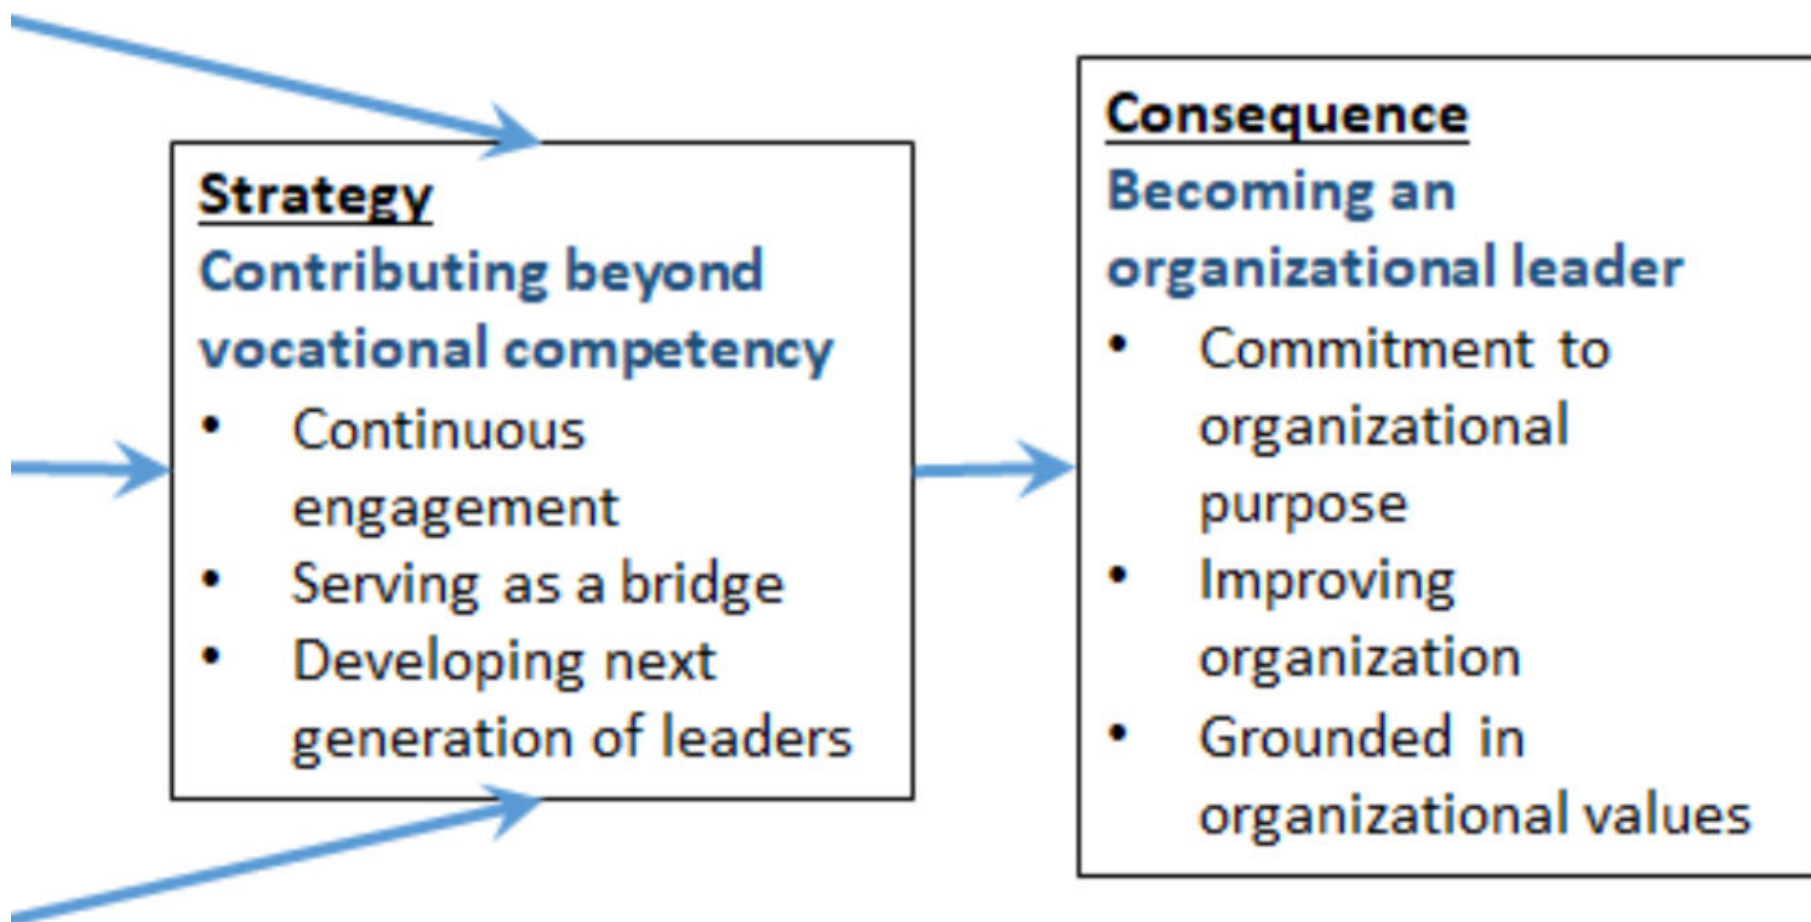 Strategy
Contributing beyond
vocational competency
• Continuous
engagement
• Serving as a bridge
• Developing next
generation of leaders
Consequence
Becoming an
organizational leader
• Commitment to
organizational
purpose
• Improving
organization
• Grounded in
organizational values